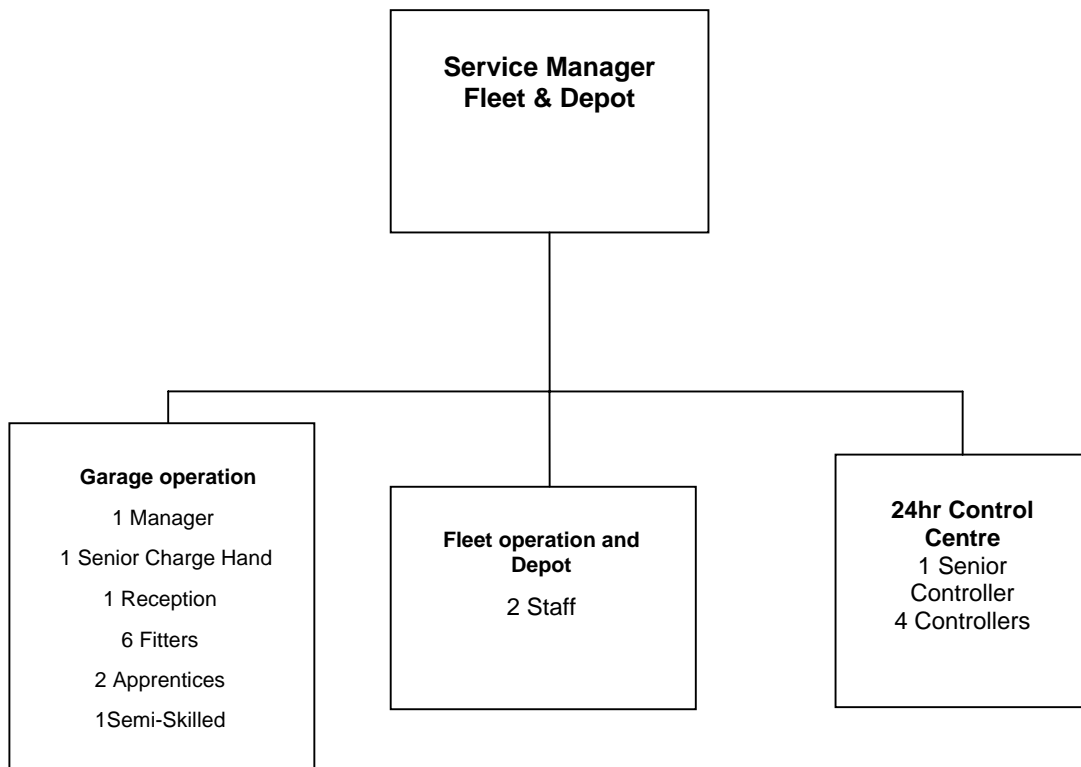 Service Manager
Fleet & Depot
Garage operation
1 Manager
1 Senior Charge Hand
1 Reception
6 Fitters
2 Apprentices
1Semi-Skilled
Fleet operation and
Depot
2 Staff
24hr Control
Centre
1 Senior
Controller
4 Controllers